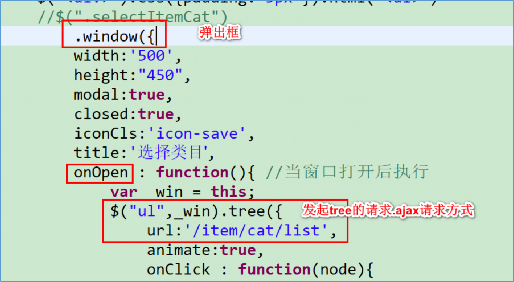 //$(".selectItemCat")
.window({
弹出框
width:'500',
height:"450",
modal:true,
closed:true,
iconCls:'icon-save',
title:'选择类目',
onOpen : function(){ //当窗口打开后执行
var _win = this;
$("ul",_win).tree({
发起tree的请求.ajax请求方式
url:'/item/cat/list',
animate:true,
onClick : function(node){